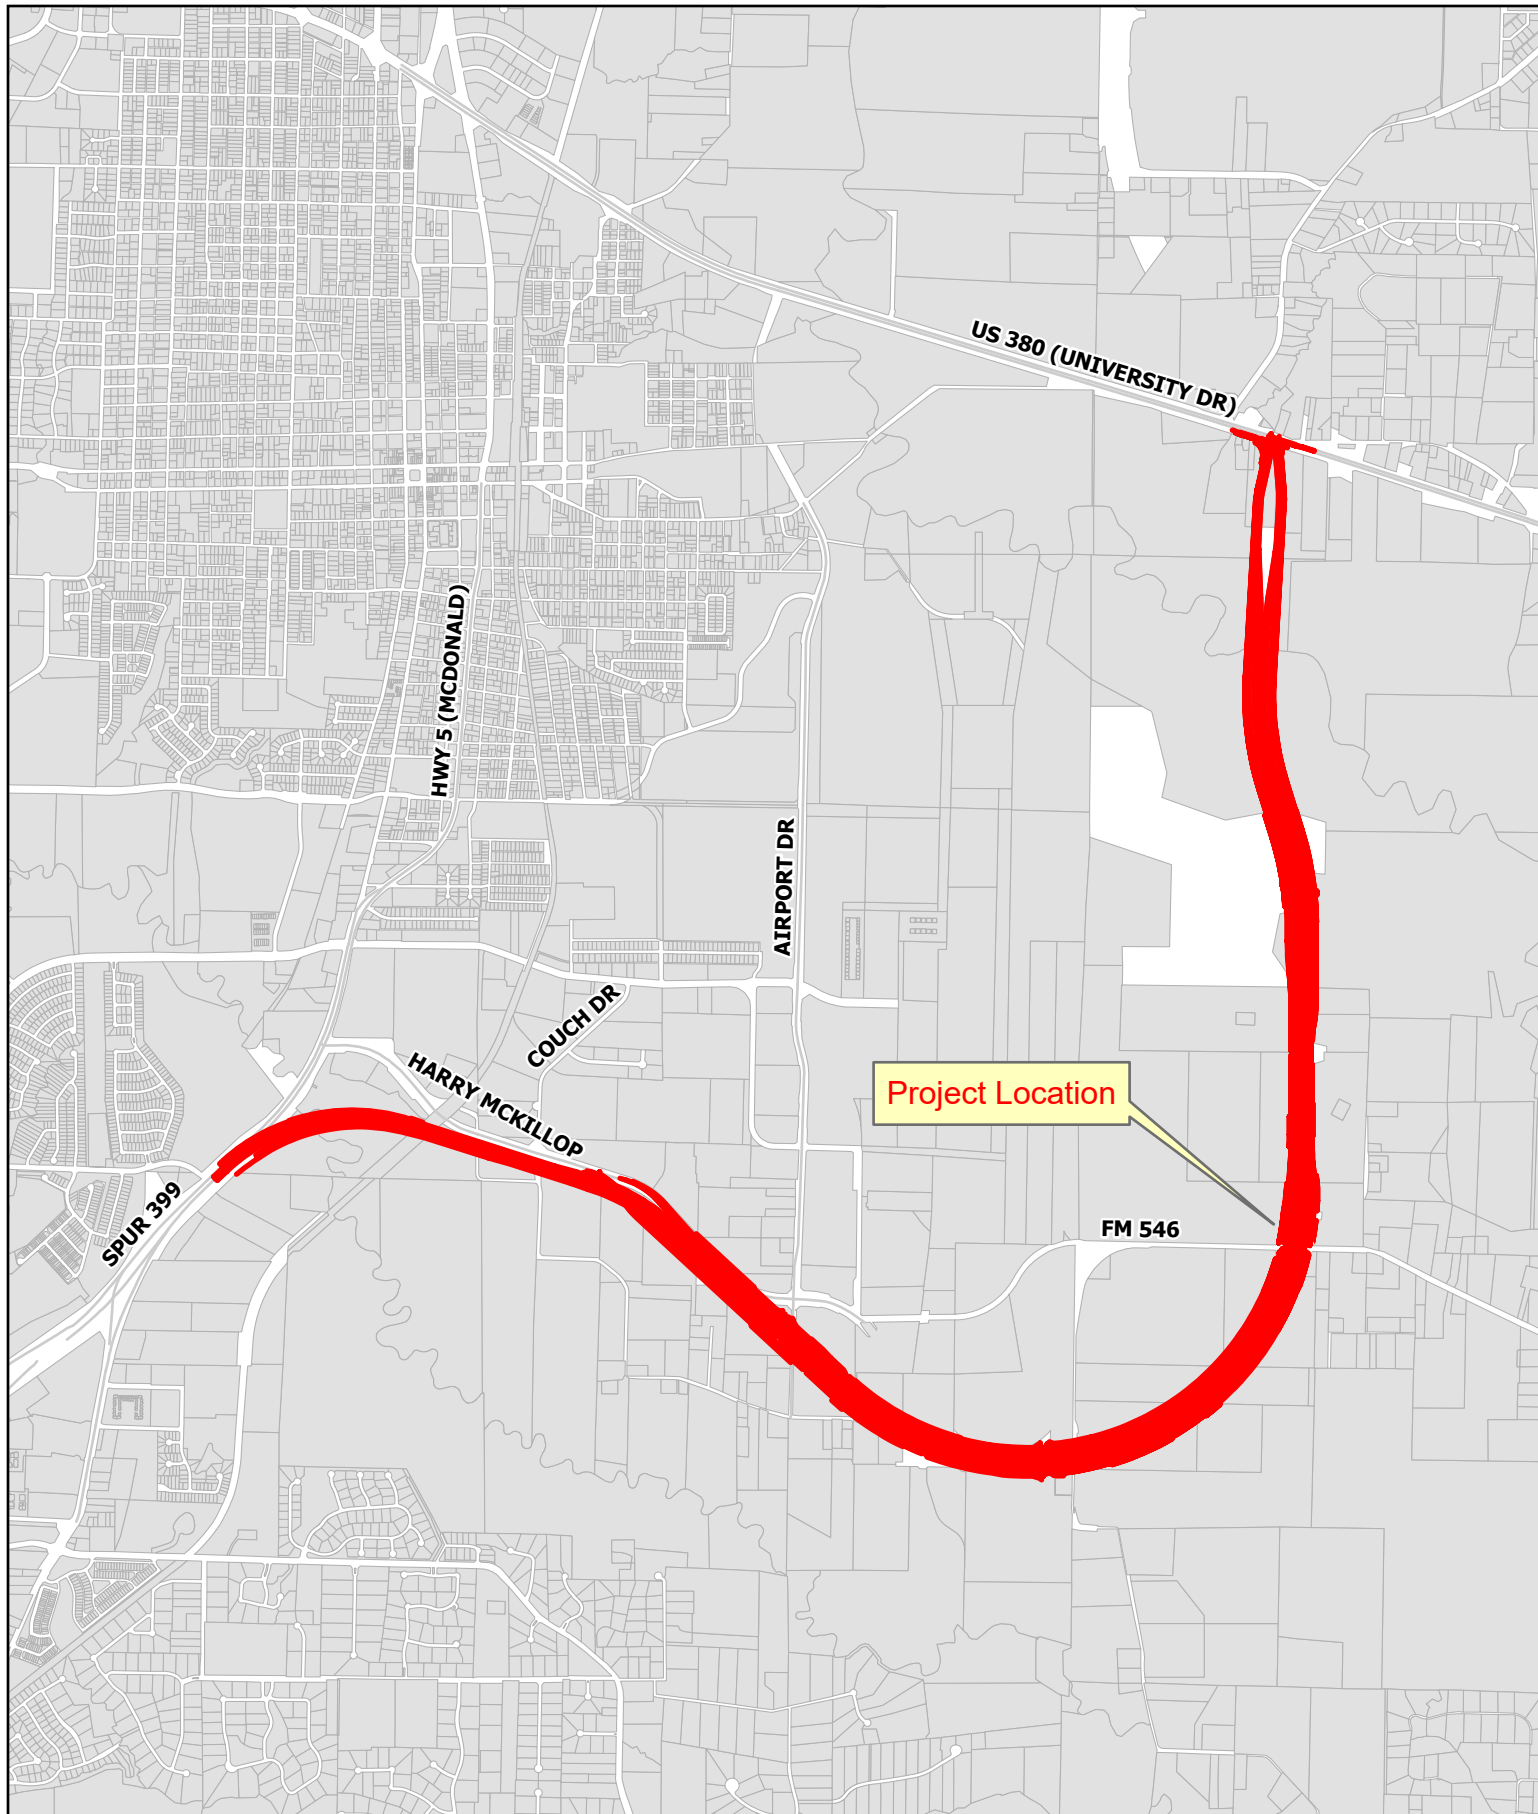 US 380 (UNIVERSITY DR)
HWY 5 (MCDONALD)
AIRPORT DR
COUCH DR
HARRY MCKILLOP
Project Location
SPUR 399
FM 546